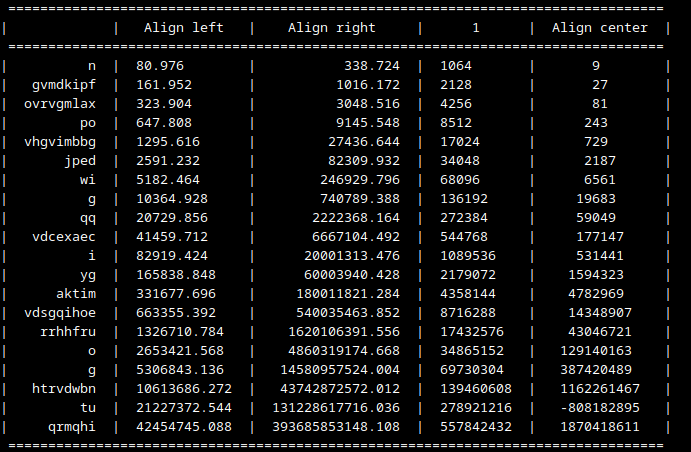 =================================================================================
|             |   Align left   |    Align right   |      1      |  Align center  |
=================================================================================
|           n  |  80.976           |            338.724  |  1064         |        9        |
|   gvmdkipf  |  161.952          |           1016.172  |  2128         |        27       |
|  ovrvgmlax  |  323.904          |           3048.516  |  4256         |        81       |
|          po  |  647.808          |           9145.548  |  8512         |       243       |
|  vhgvimbbg  |  1295.616         |          27436.644  |  17024        |       729       |
|        jped  |  2591.232         |          82309.932  |  34048        |       2187      |
|          wi  |  5182.464         |         246929.796  |  68096        |       6561      |
|           g  |  10364.928        |         740789.388  |  136192       |      19683      |
|          qq  |  20729.856        |        2222368.164  |  272384       |      59049      |
|   vdcexaec  |  41459.712        |        6667104.492  |  544768       |      177147     |
|           i  |  82919.424        |       20001313.476  |  1089536      |      531441     |
|          yg  |  165838.848       |       60003940.428  |  2179072      |     1594323     |
|       aktim  |  331677.696       |      180011821.284  |  4358144      |     4782969     |
|  vdsgqihoe  |  663355.392       |      540035463.852  |  8716288      |     14348907    |
|    rrhhfru  |  1326710.784      |     1620106391.556  |  17432576     |     43046721    |
|           o  |  2653421.568      |     4860319174.668  |  34865152     |    129140163    |
|           g  |  5306843.136      |    14580957524.004  |  69730304     |    387420489    |
|   htrvdwbn  |  10613686.272     |    43742872572.012  |  139460608    |    1162261467   |
|          tu  |  21227372.544     |   131228617716.036  |  278921216    |    -808182895   |
|      qrmqhi  |  42454745.088     |   393685853148.108  |  557842432    |    1870418611   |
=================================================================================